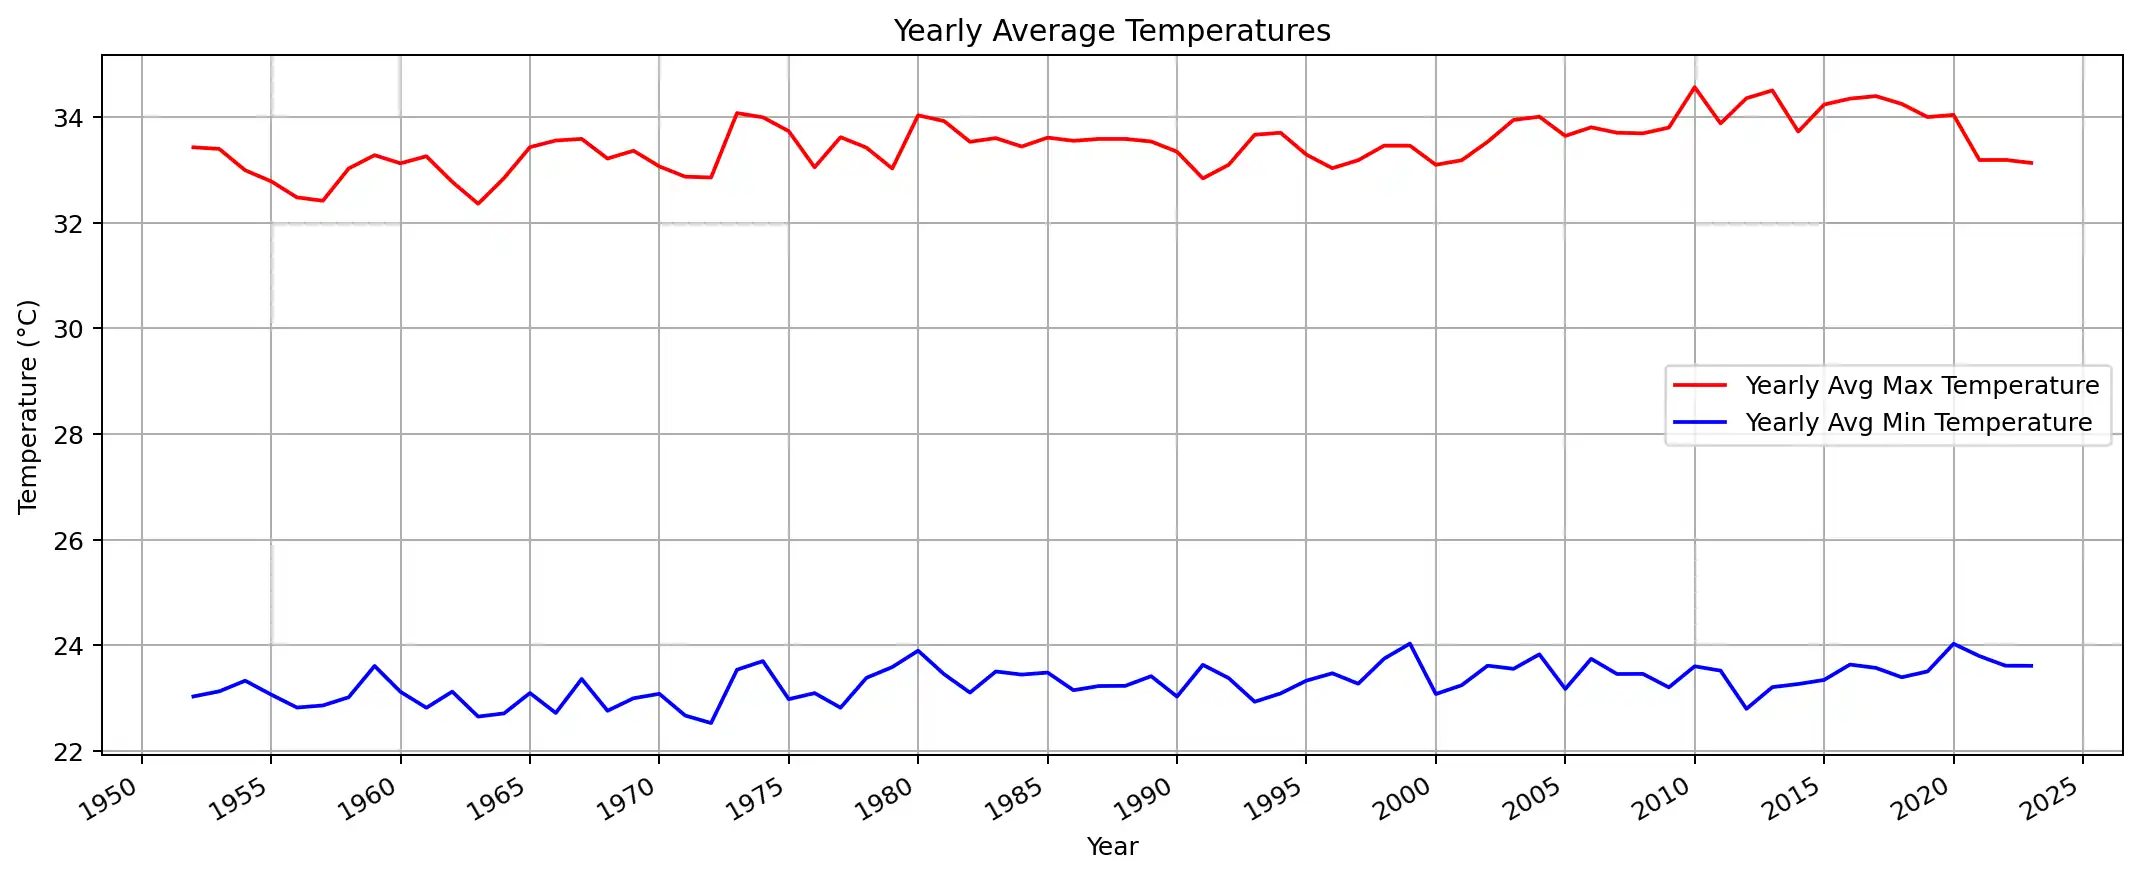 Yearly Average Temperatures
Temperature (°C)
34
32
30
28
26
24
22
Yearly Avg Max Temperature
Yearly Avg Min Temperature
1950 1955 1960 1965 1970 1975 1980 1985 1990 1995 2000 2005 2010 2015 2020 2025
Year